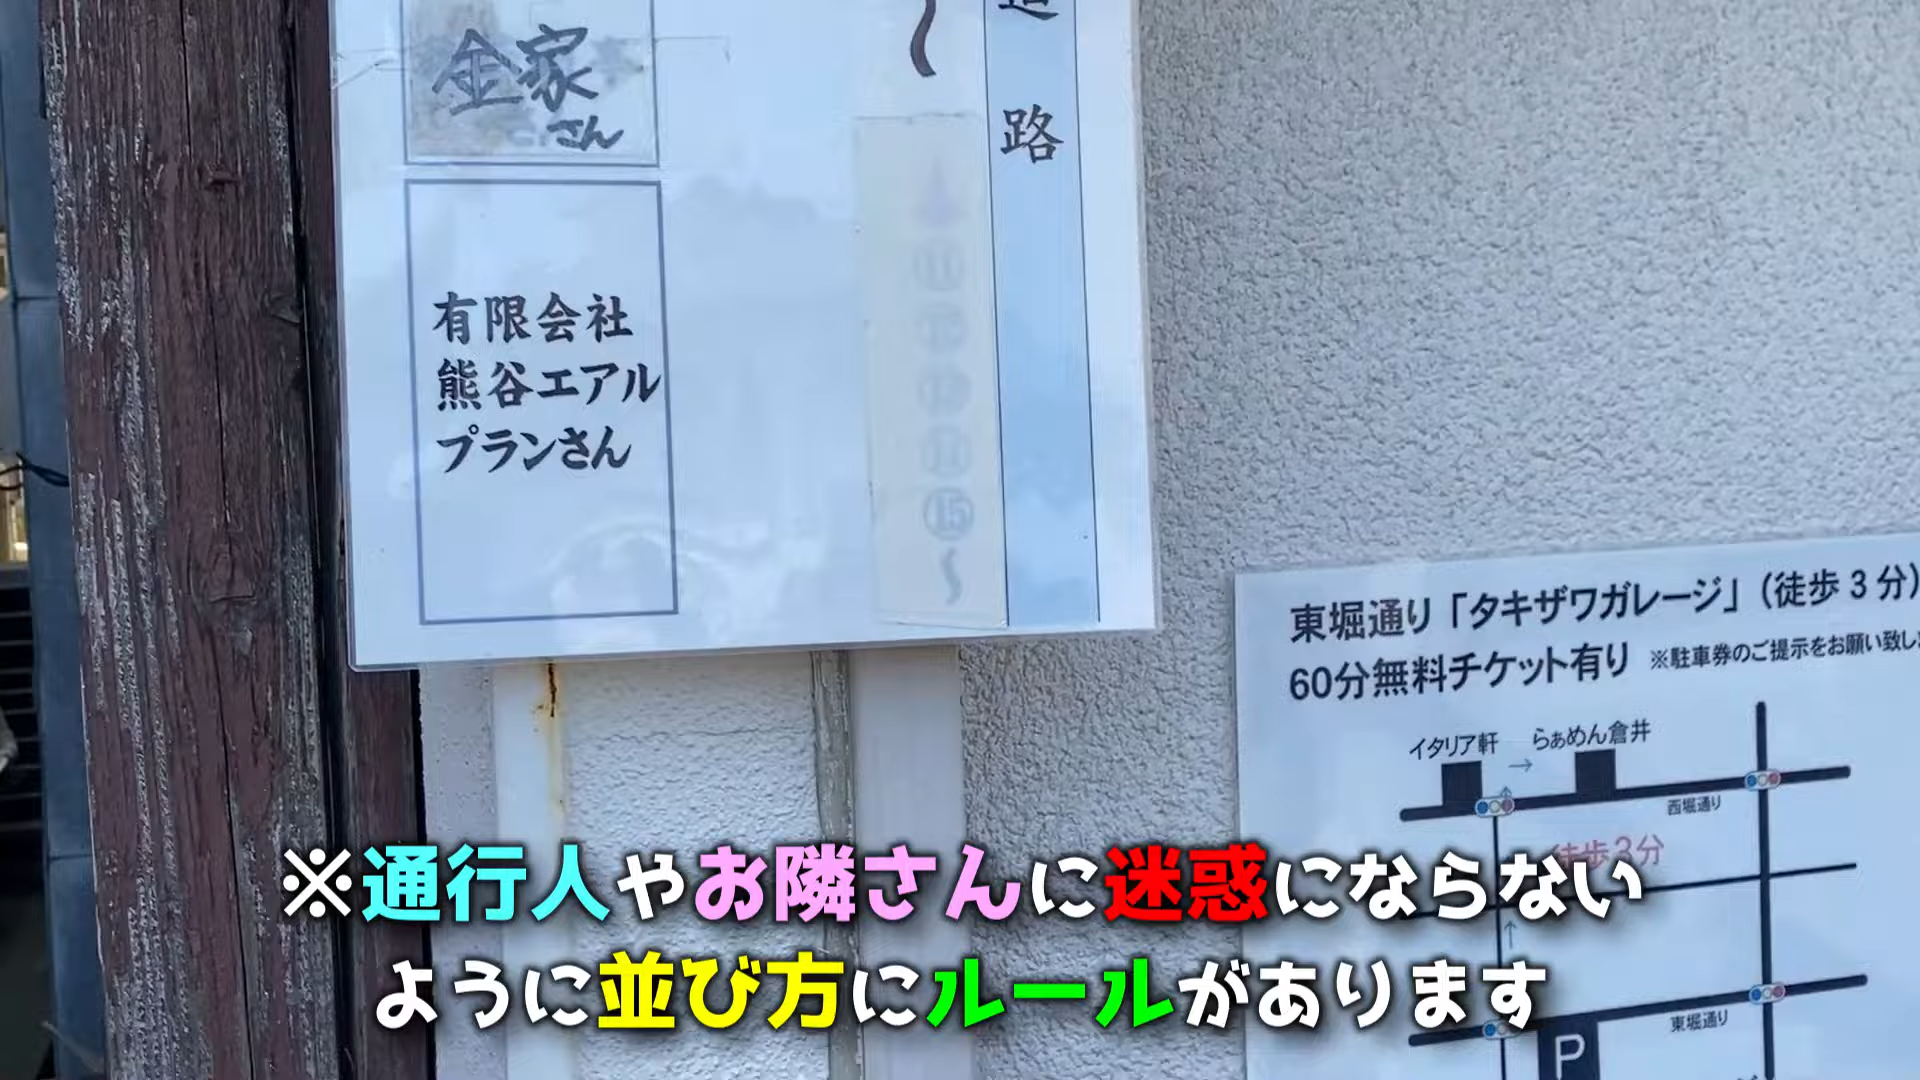 金家
さん
路
有限会社
熊谷エアル
プランさん
⑮
〜
東堀通り「タキザワガレージ」（徒歩3分）
60分無料チケット有り ※駐車券のご提示をお願い致し
イタリア軒 → らぁめん倉井
西堀通り
徒歩3分
東堀通り
P
※通行人やお隣さんに迷惑にならない
ように並び方にルールがあります